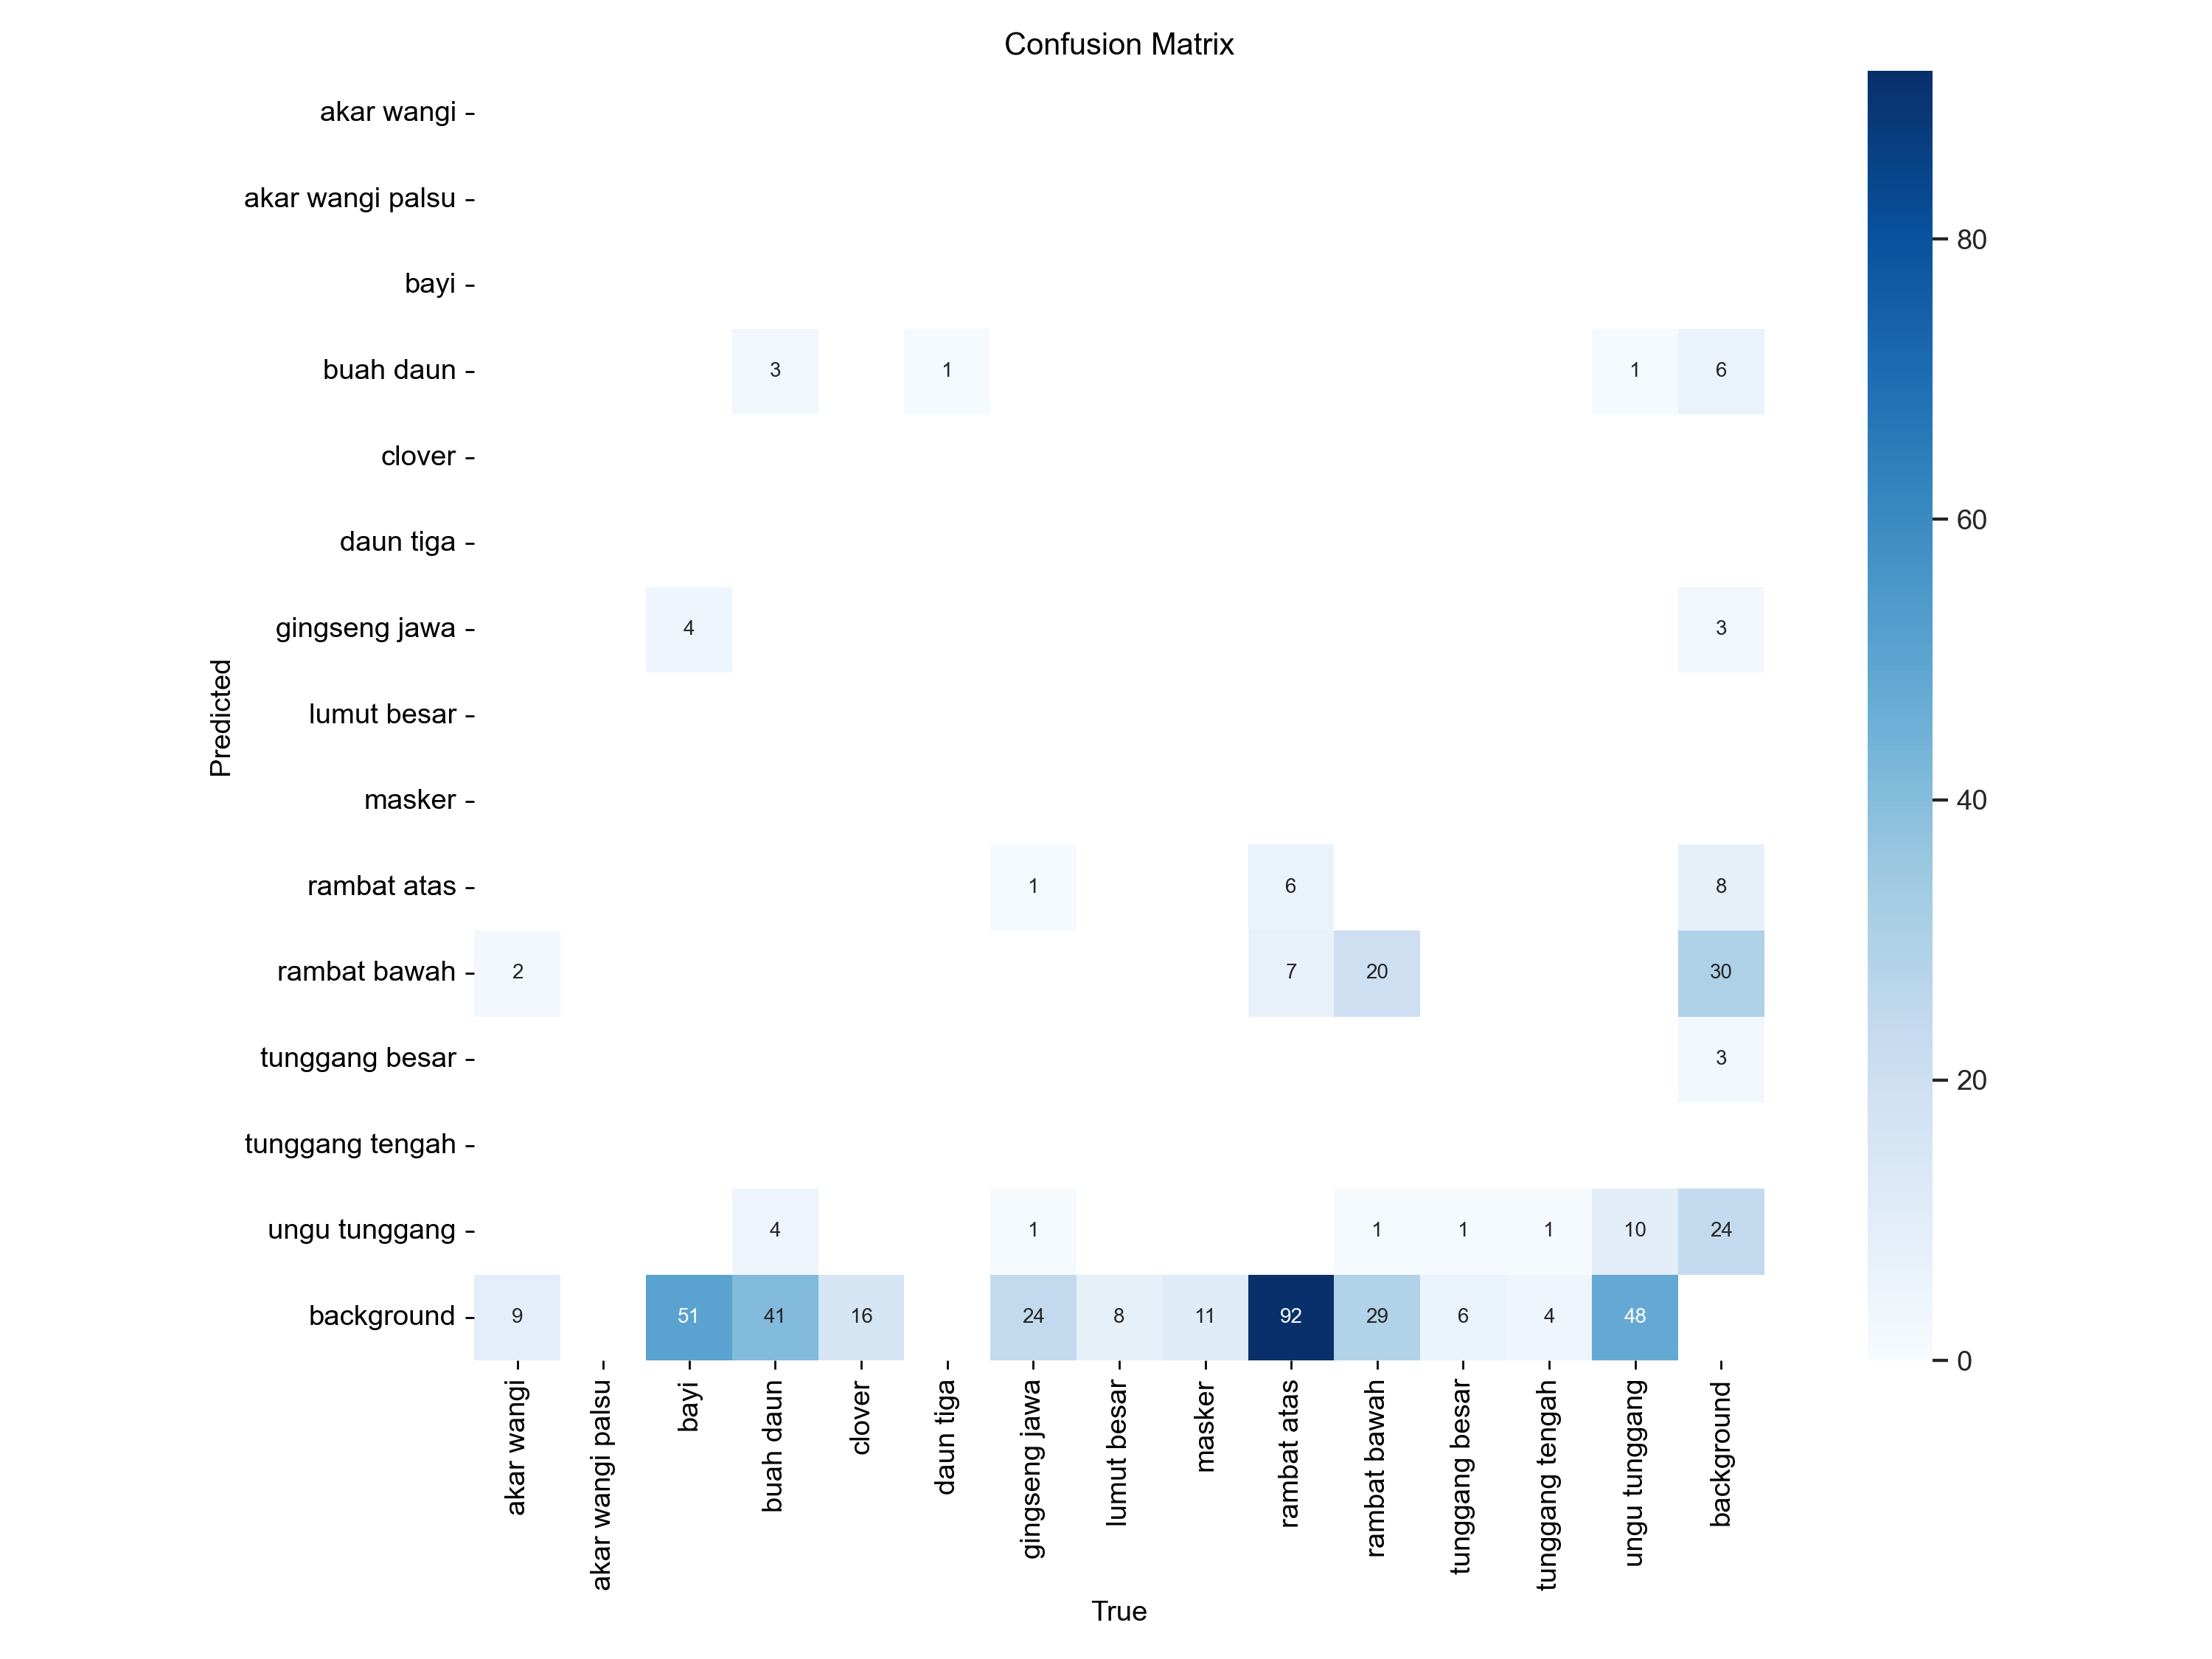 Confusion Matrix
akar wangi
akar wangi palsu
bayi
buah daun 3 1 1 6
clover
daun tiga
gingseng jawa 4 3
lumut besar
masker
rambat atas 1 6 8
rambat bawah 2 7 20 30
tunggang besar 3
tunggang tengah
ungu tunggang 4 1 1 1 1 10 24
background 9 51 41 16 24 8 11 92 29 6 4 48
Predicted
akar wangi
akar wangi palsu
bayi
buah daun
clover
daun tiga
gingseng jawa
lumut besar
masker
rambat atas
rambat bawah
tunggang besar
tunggang tengah
ungu tunggang
background
True
80
60
40
20
0